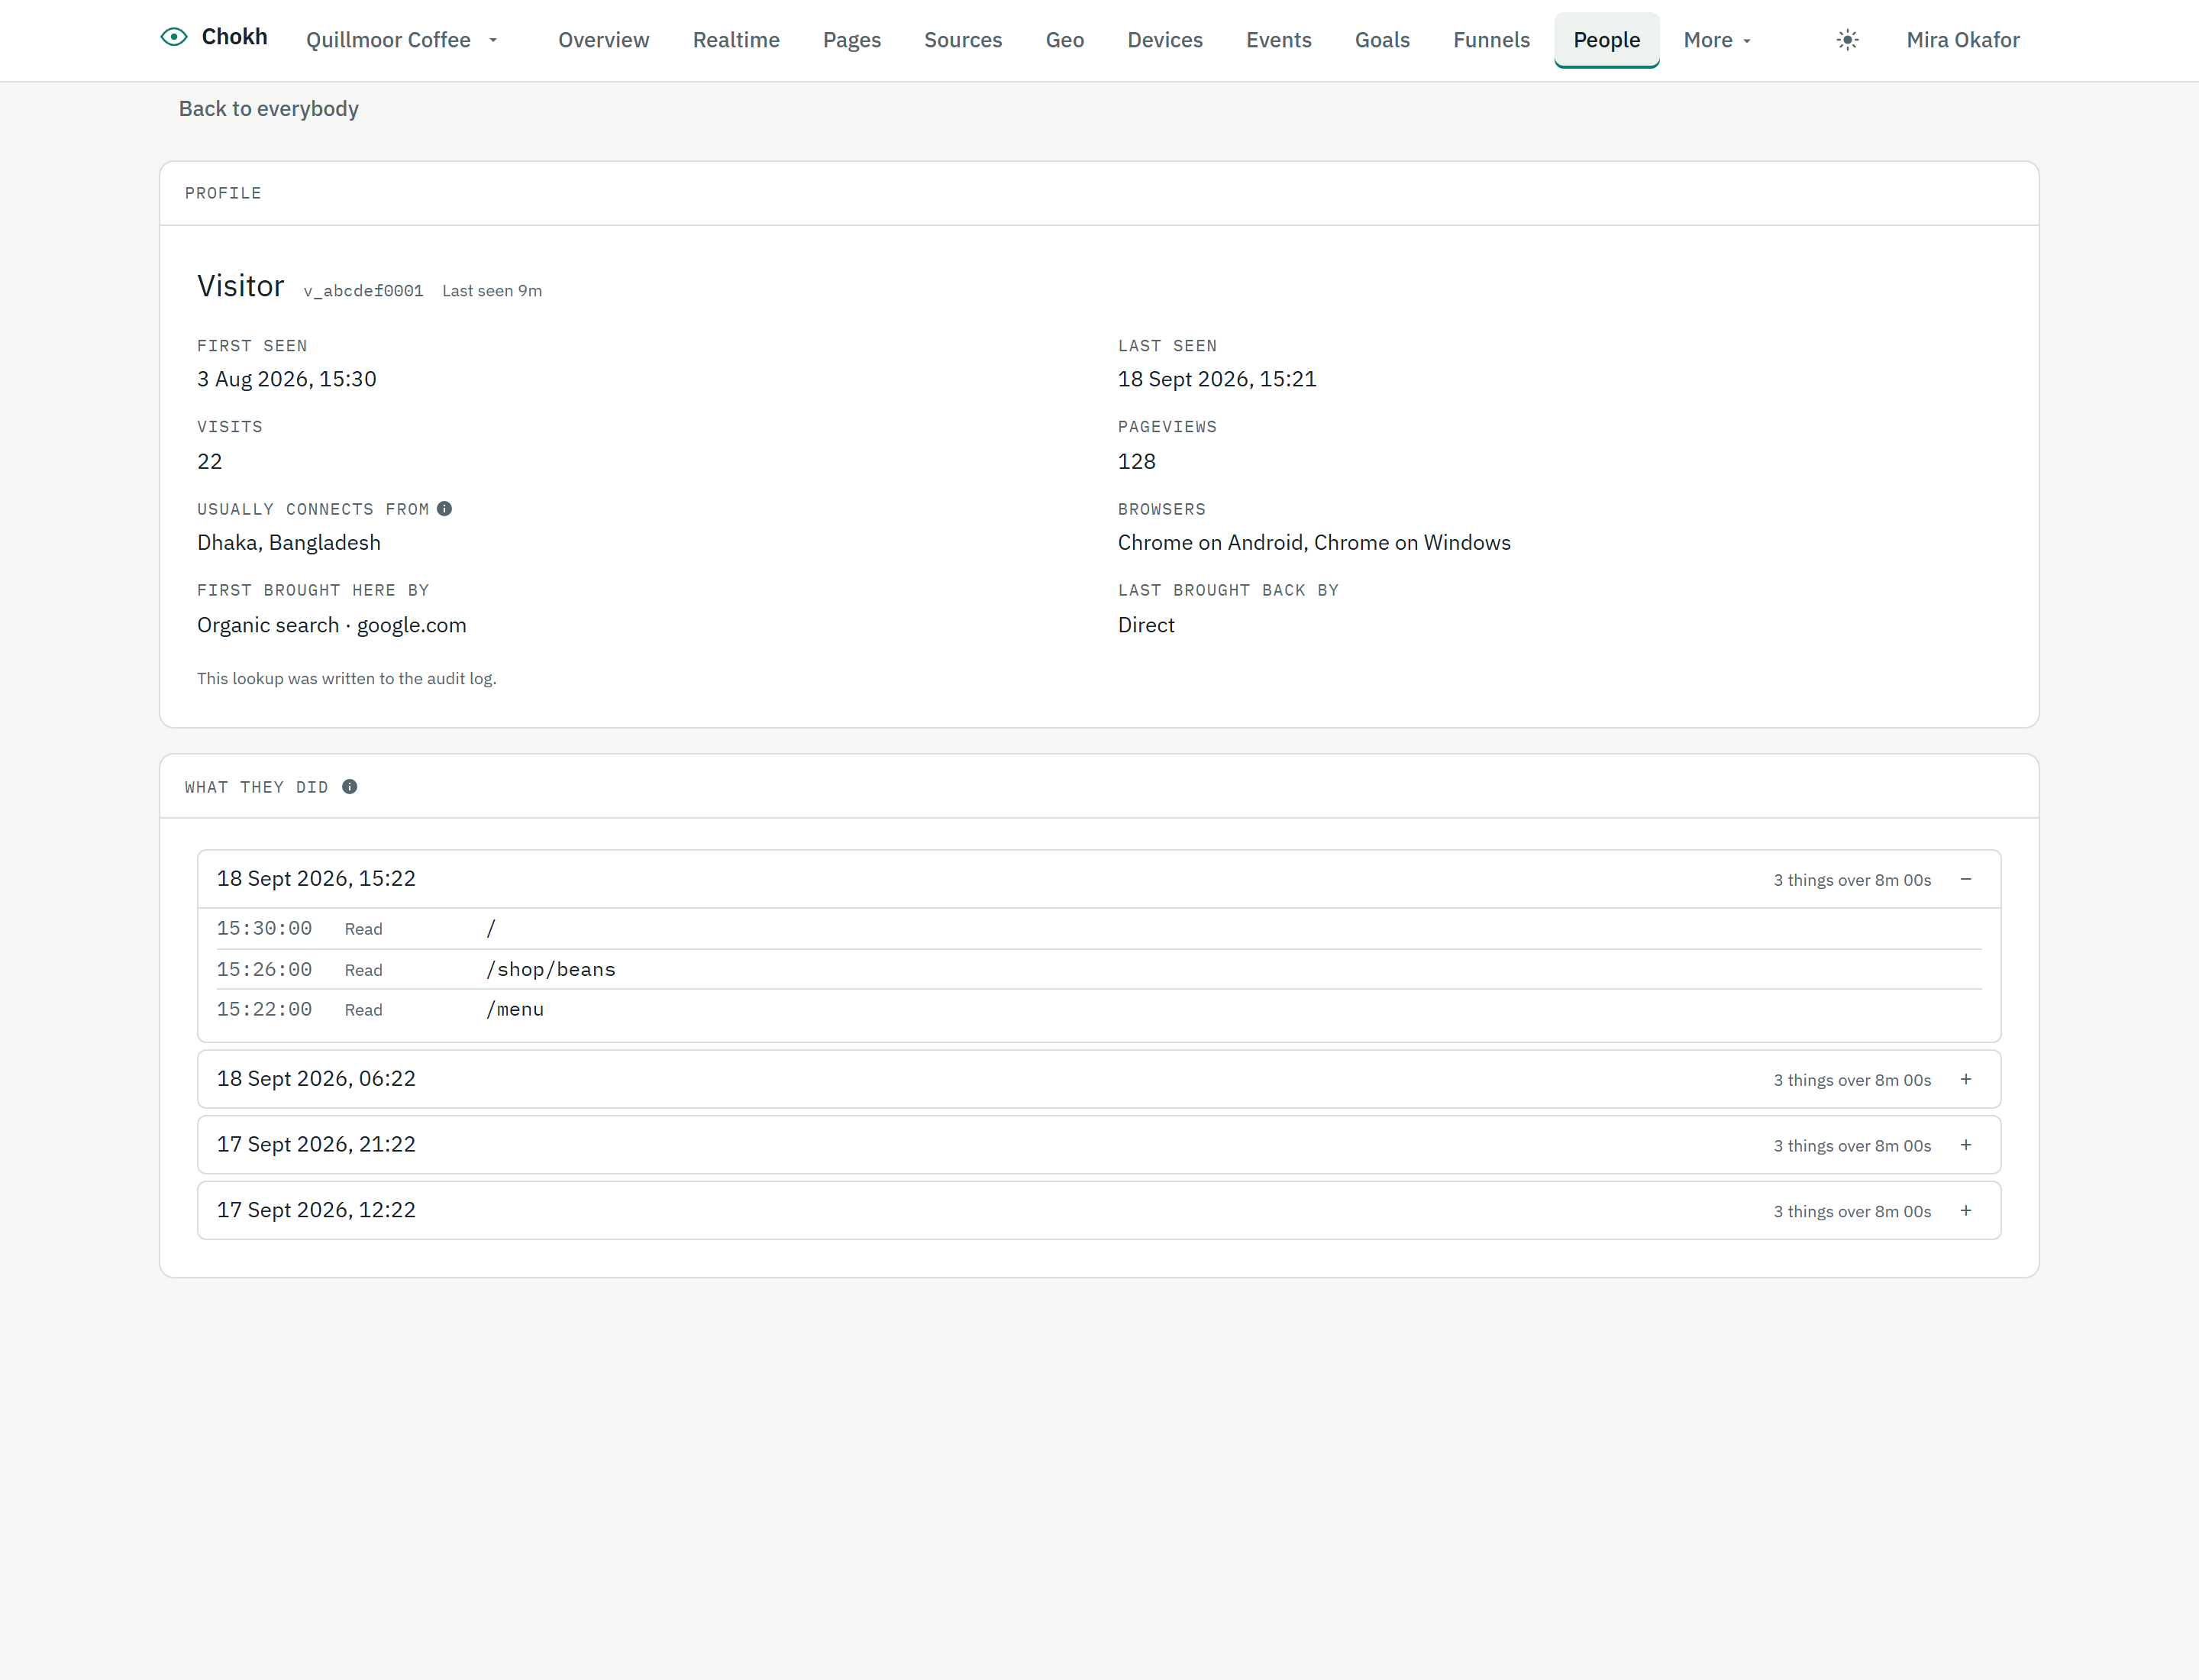 Chokh Quillmoor Coffee Overview Realtime Pages Sources Geo Devices Events Goals Funnels People More Mira Okafor
Back to everybody
PROFILE
Visitor v_abcdef0001 Last seen 9m
FIRST SEEN LAST SEEN
3 Aug 2026, 15:30 18 Sept 2026, 15:21
VISITS PAGEVIEWS
22 128
USUALLY CONNECTS FROM BROWSERS
Dhaka, Bangladesh Chrome on Android, Chrome on Windows
FIRST BROUGHT HERE BY LAST BROUGHT BACK BY
Organic search · google.com Direct
This lookup was written to the audit log.
WHAT THEY DID
18 Sept 2026, 15:22 3 things over 8m 00s −
15:30:00 Read /
15:26:00 Read /shop/beans
15:22:00 Read /menu
18 Sept 2026, 06:22 3 things over 8m 00s +
17 Sept 2026, 21:22 3 things over 8m 00s +
17 Sept 2026, 12:22 3 things over 8m 00s +